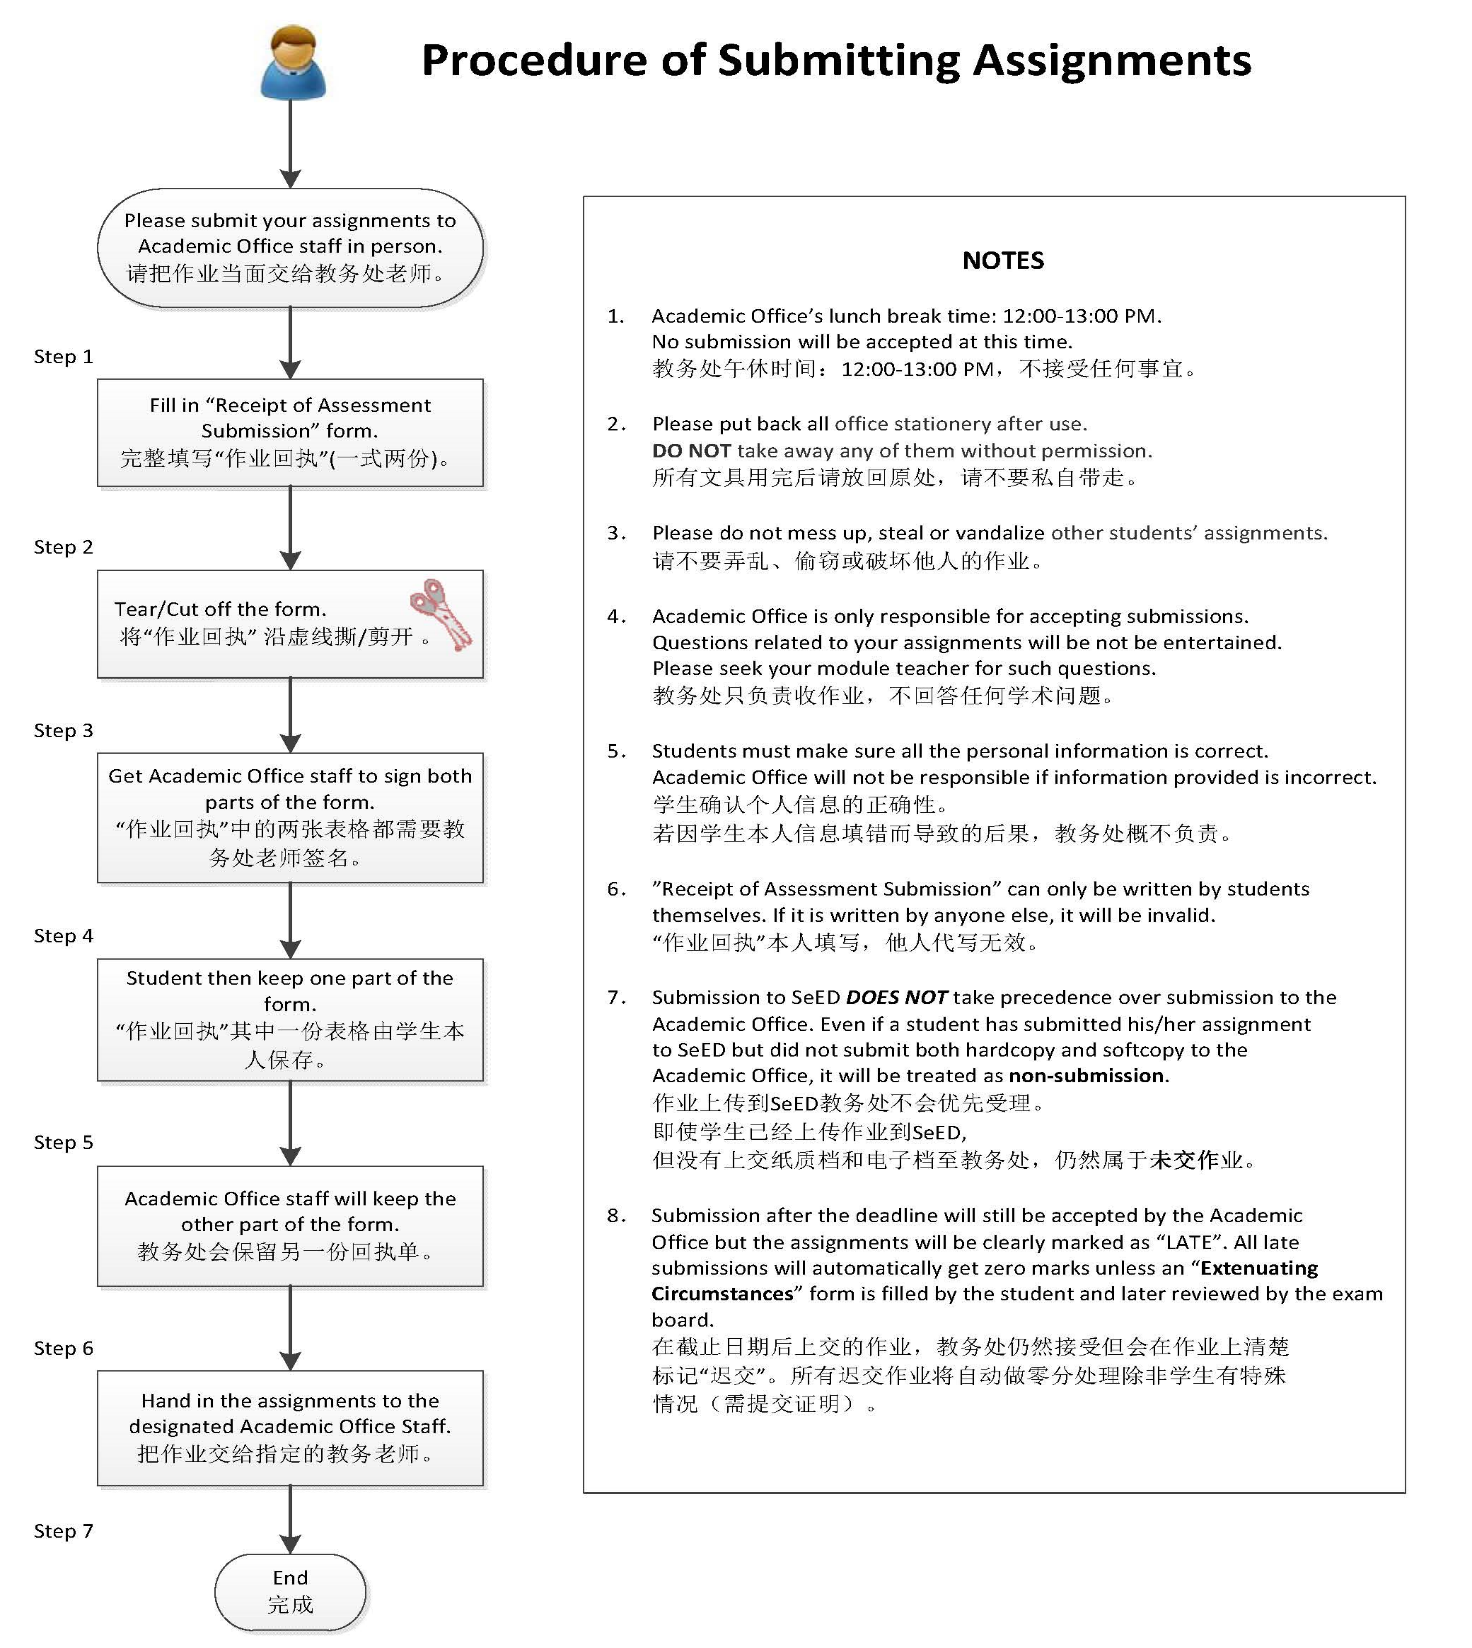 Procedure of Submitting Assignments
Please submit your assignments to
Academic Office staff in person.
请把作业当面交给教务处老师。
Step 1
Fill in “Receipt of Assessment
Submission” form.
完整填写“作业回执”(一式两份)。
Step 2
Tear/Cut off the form.
将“作业回执” 沿虚线撕/剪开 。
Step 3
Get Academic Office staff to sign both
parts of the form.
“作业回执”中的两张表格都需要教
务处老师签名。
Step 4
Student then keep one part of the
form.
“作业回执”其中一份表格由学生本
人保存。
Step 5
Academic Office staff will keep the
other part of the form.
教务处会保留另一份回执单。
Step 6
Hand in the assignments to the
designated Academic Office Staff.
把作业交给指定的教务老师。
Step 7
End
完成
NOTES
1. Academic Office’s lunch break time: 12:00-13:00 PM.
No submission will be accepted at this time.
教务处午休时间：12:00-13:00 PM，不接受任何事宜。
2. Please put back all office stationery after use.
DO NOT take away any of them without permission.
所有文具用完后请放回原处，请不要私自带走。
3. Please do not mess up, steal or vandalize other students’ assignments.
请不要弄乱、偷窃或破坏他人的作业。
4. Academic Office is only responsible for accepting submissions.
Questions related to your assignments will be not be entertained.
Please seek your module teacher for such questions.
教务处只负责收作业，不回答任何学术问题。
5. Students must make sure all the personal information is correct.
Academic Office will not be responsible if information provided is incorrect.
学生确认个人信息的正确性。
若因学生本人信息填错而导致的后果，教务处概不负责。
6. ”Receipt of Assessment Submission” can only be written by students
themselves. If it is written by anyone else, it will be invalid.
“作业回执”本人填写，他人代写无效。
7. Submission to SeED DOES NOT take precedence over submission to the
Academic Office. Even if a student has submitted his/her assignment
to SeED but did not submit both hardcopy and softcopy to the
Academic Office, it will be treated as non-submission.
作业上传到SeED教务处不会优先受理。
即使学生已经上传作业到SeED,
但没有上交纸质档和电子档至教务处，仍然属于未交作业。
8. Submission after the deadline will still be accepted by the Academic
Office but the assignments will be clearly marked as “LATE”. All late
submissions will automatically get zero marks unless an “Extenuating
Circumstances” form is filled by the student and later reviewed by the exam
board.
在截止日期后上交的作业，教务处仍然接受但会在作业上清楚
标记“迟交”。所有迟交作业将自动做零分处理除非学生有特殊
情况（需提交证明）。